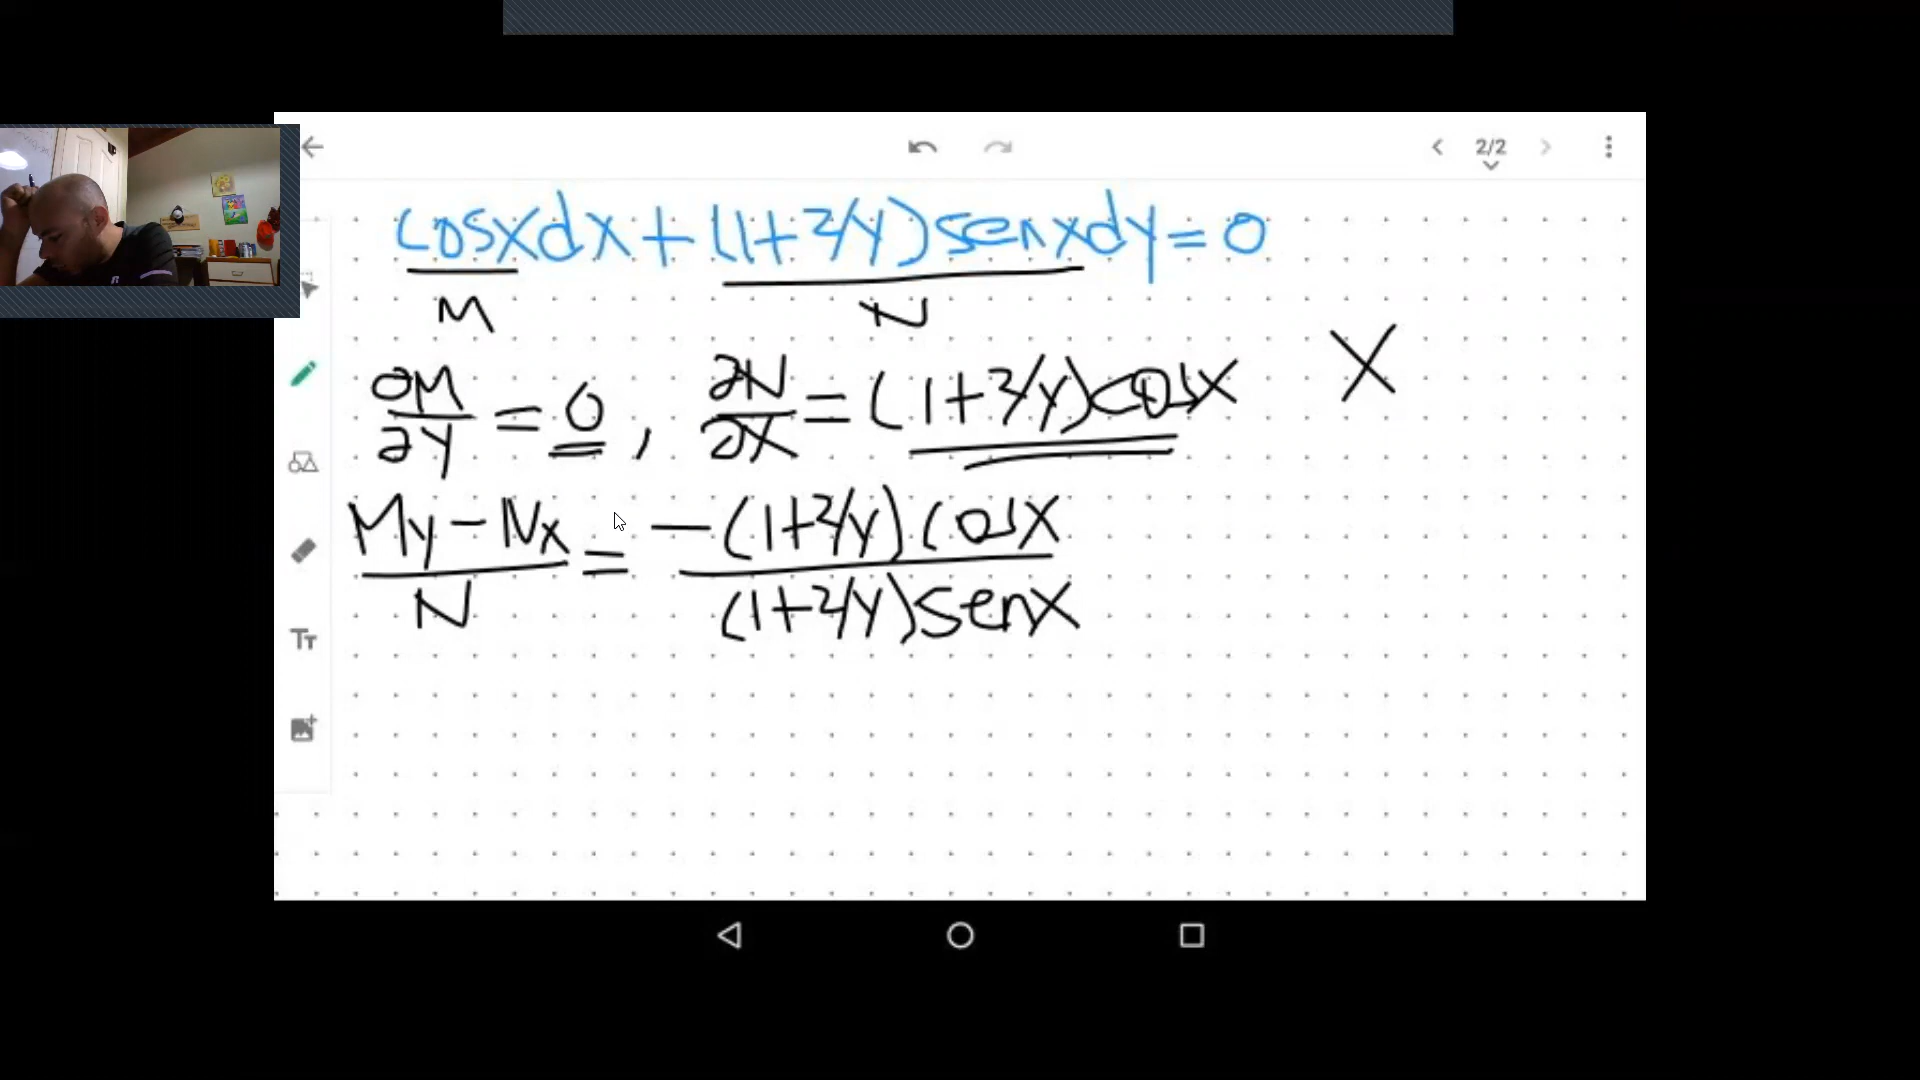 2/2
cosxdx+(1+2/y)senxdy=0
M N
∂M/∂y = 0, ∂N/∂x = (1+2/y)cosx X
My-Nx/N = -(1+2/y)cosx/(1+2/y)senx
Tт